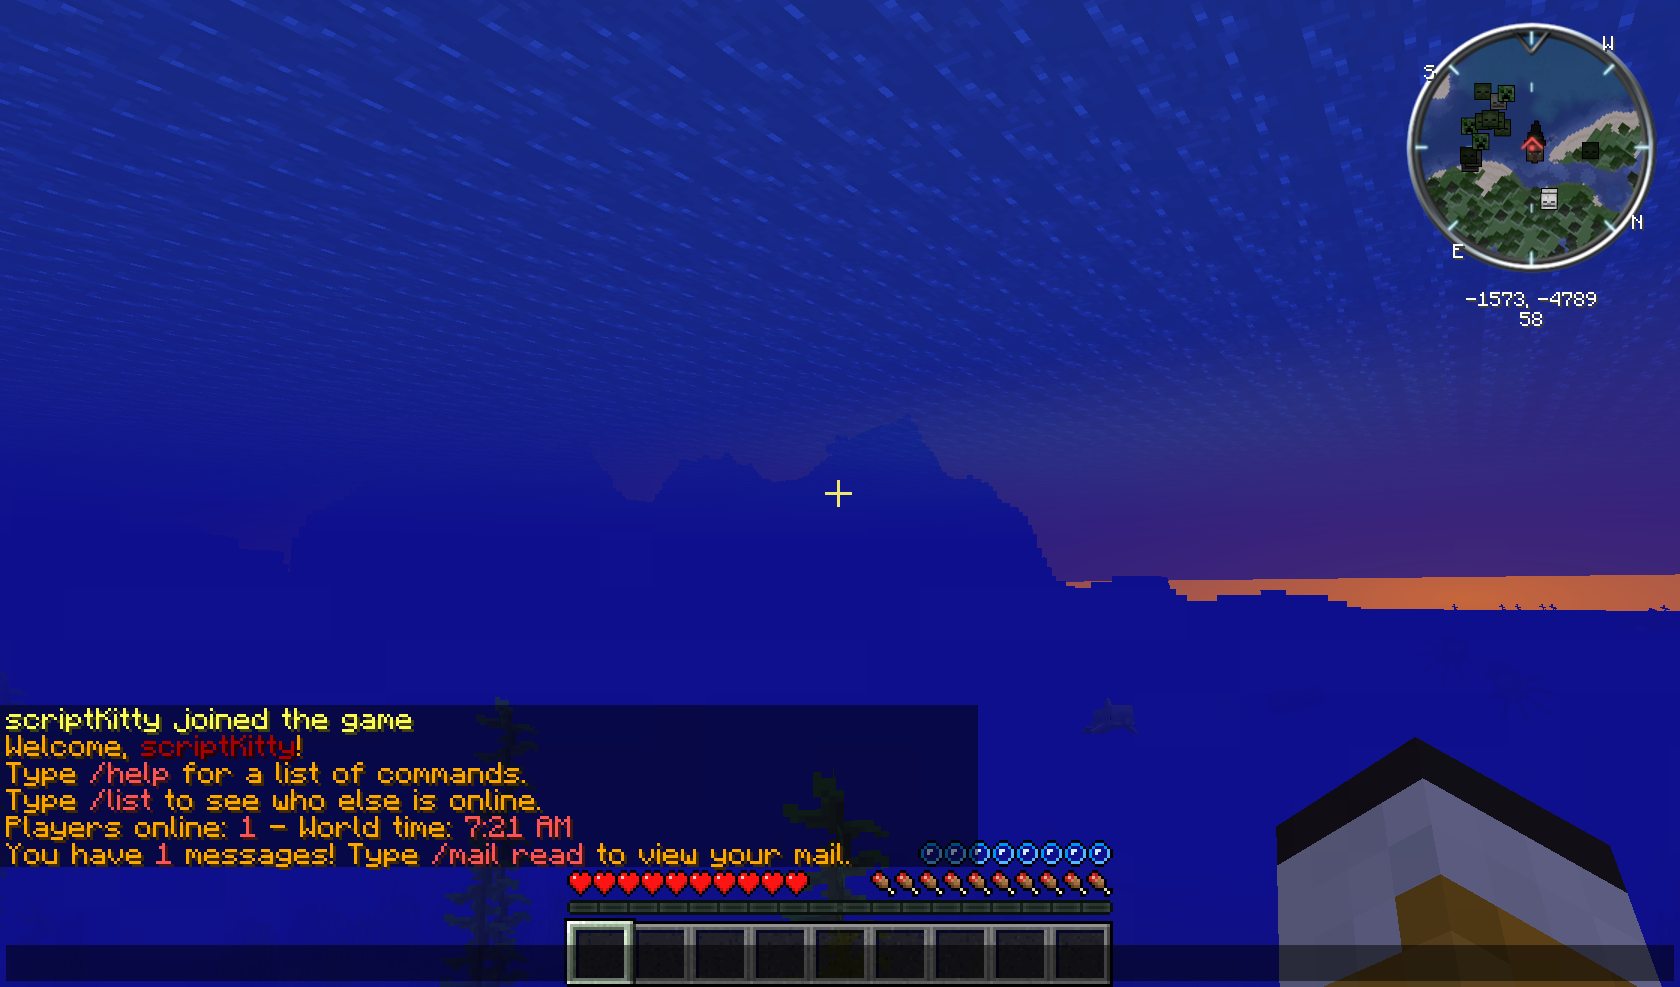 W
S
N
E
-1573, -4789
58
scriptKitty joined the game
Welcome, scriptKitty!
Type /help for a list of commands.
Type /list to see who else is online.
Players online: 1 - World time: 7:21 AM
You have 1 messages! Type /mail read to view your mail.